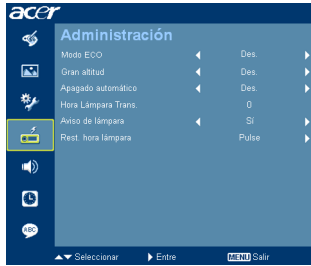 acer
Administración
Modo ECO Des.
Gran altitud Des.
Apagado automático Des.
Hora Lámpara Trans. 0
Aviso de lámpara Sí
Rest. hora lámpara Pulse
ABC
Seleccionar Entre MENU Salir